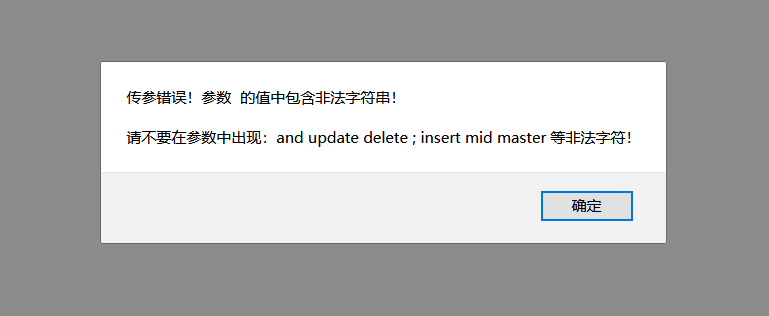 传参错误！参数  的值中包含非法字符串！
请不要在参数中出现：and update delete ; insert mid master 等非法字符！
确定